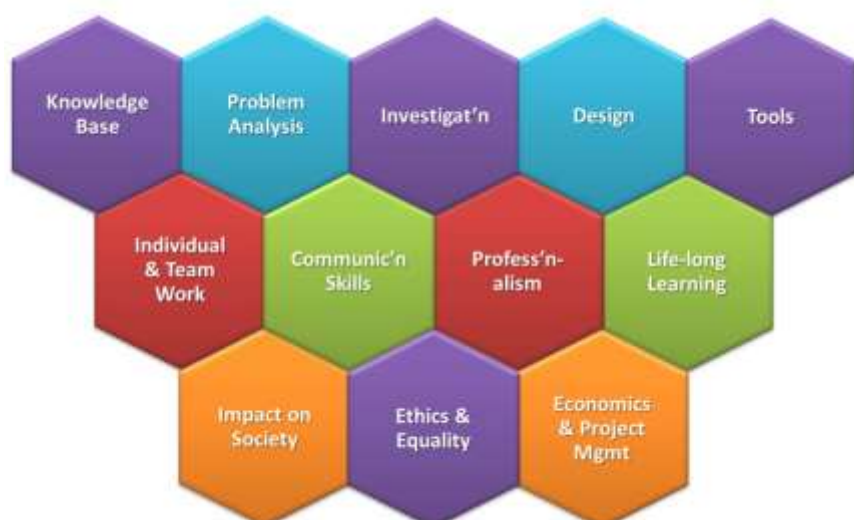 Knowledge
Base
Problem
Analysis
Investigat'n
Design
Tools
Individual
& Team
Work
Communic'n
Skills
Profess'n-
alism
Life-long
Learning
Impact on
Society
Ethics &
Equality
Economics
& Project
Mgmt